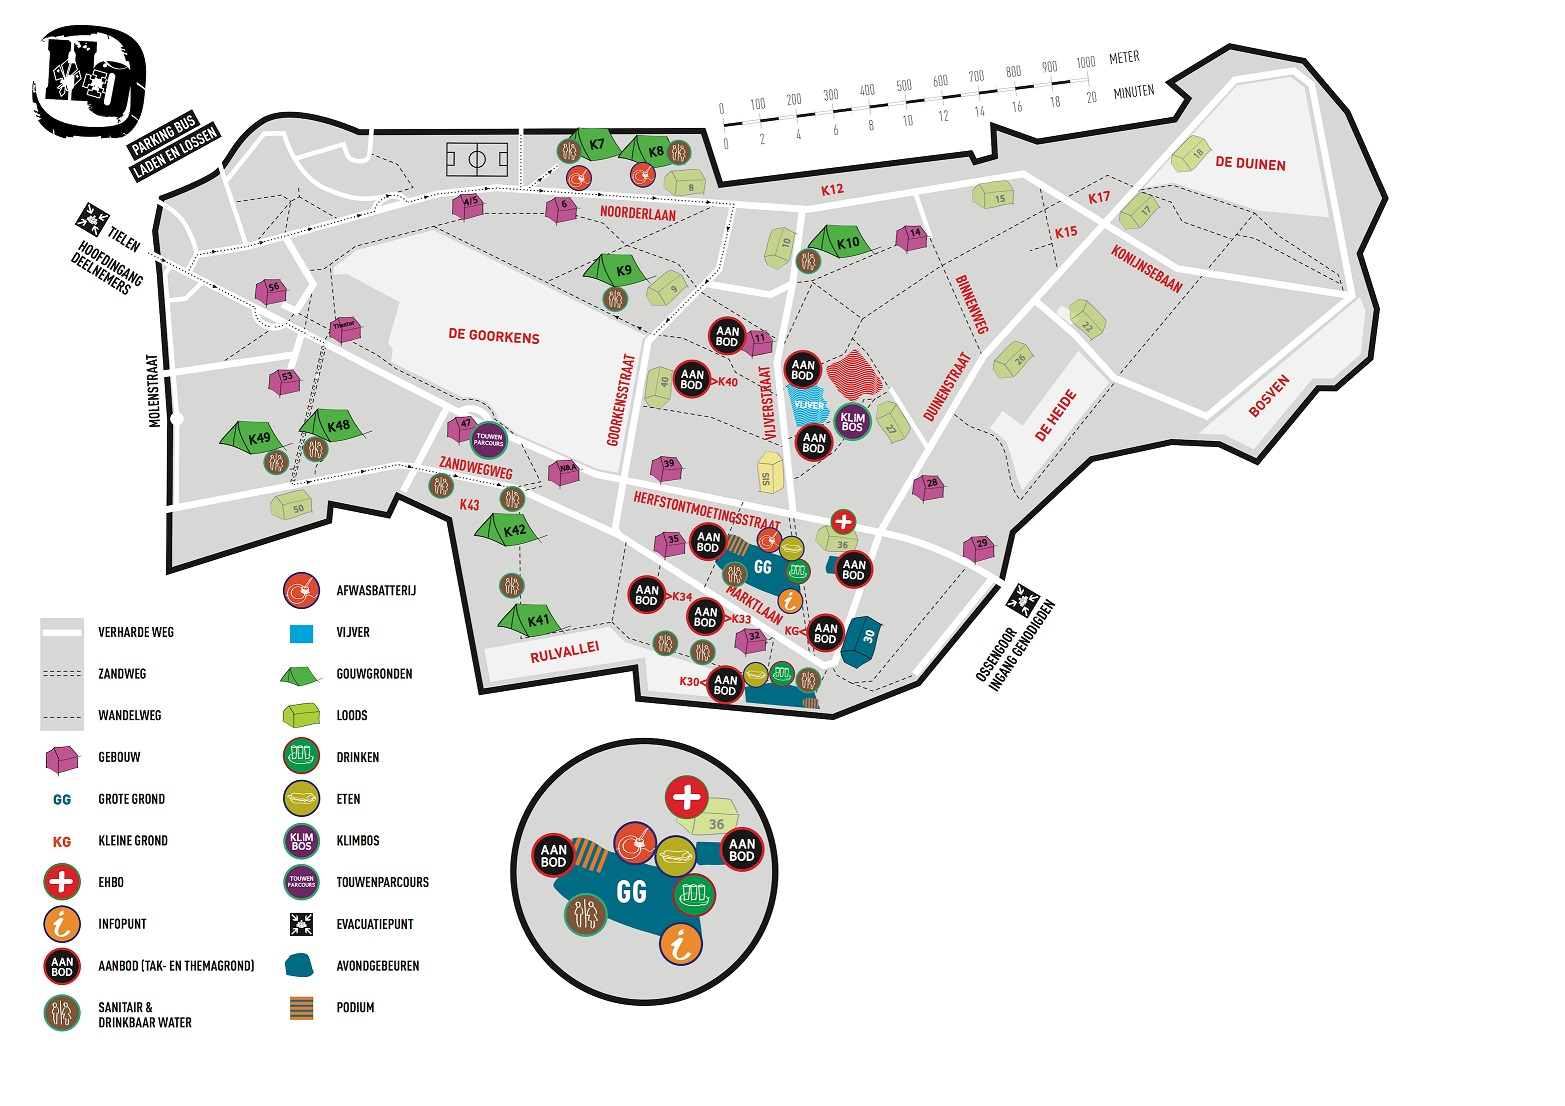 HO
PARKING BUS
LADEN EN LOSSEN
TIELEN
HOOFDINGANG
DEELNEMERS
MOLENSTRAAT
0 100 200 300 400 500 600 700 800 900 1000 METER
0 2 4 6 8 10 12 14 16 18 20 MINUTEN
K7
K8
8
4/5
6
NOORDERLAAN
K12
15
K17
K15
17
18
DE DUINEN
KONIJNSEBAAN
10
K10
14
BINNENWEG
K9
9
56
Theater
DE GOORKENS
53
AAN
BOD
11
AAN
BOD
>K40
40
GOORKENSSTRAAT
VIJVERSTRAAT
AAN
BOD
VIJVER
KLIM
BOS
AAN
BOD
27
DUINENSTRAAT
22
26
DE HEIDE
BOSVEN
K49
K48
50
47
TOUWEN
PARCOURS
ZANDWEGWEG
K43
W&A
39
SIS
28
HERFSTONTMOETINGSSTRAAT
K42
35
AAN
BOD
GG
36
AAN
BOD
29
OSSENGOOR
INGANG GENODIGDEN
AAN
BOD
>K34
AAN
BOD
>K33
MARKTLAAN
KG<
AAN
BOD
30
32
K41
RULVALLEI
K30<
AAN
BOD
AFWASBATTERIJ
VERHARDE WEG
VIJVER
ZANDWEG
GOUWGRONDEN
WANDELWEG
LOODS
GEBOUW
DRINKEN
GG
GROTE GROND
ETEN
KG
KLEINE GROND
KLIM
BOS
KLIMBOS
EHBO
TOUWEN
PARCOURS
TOUWENPARCOURS
INFOPUNT
EVACUATIEPUNT
AAN
BOD
AANBOD (TAK- EN THEMAGROND)
AVONDGEBEUREN
SANITAIR &
DRINKBAAR WATER
PODIUM
36
AAN
BOD
AAN
BOD
GG